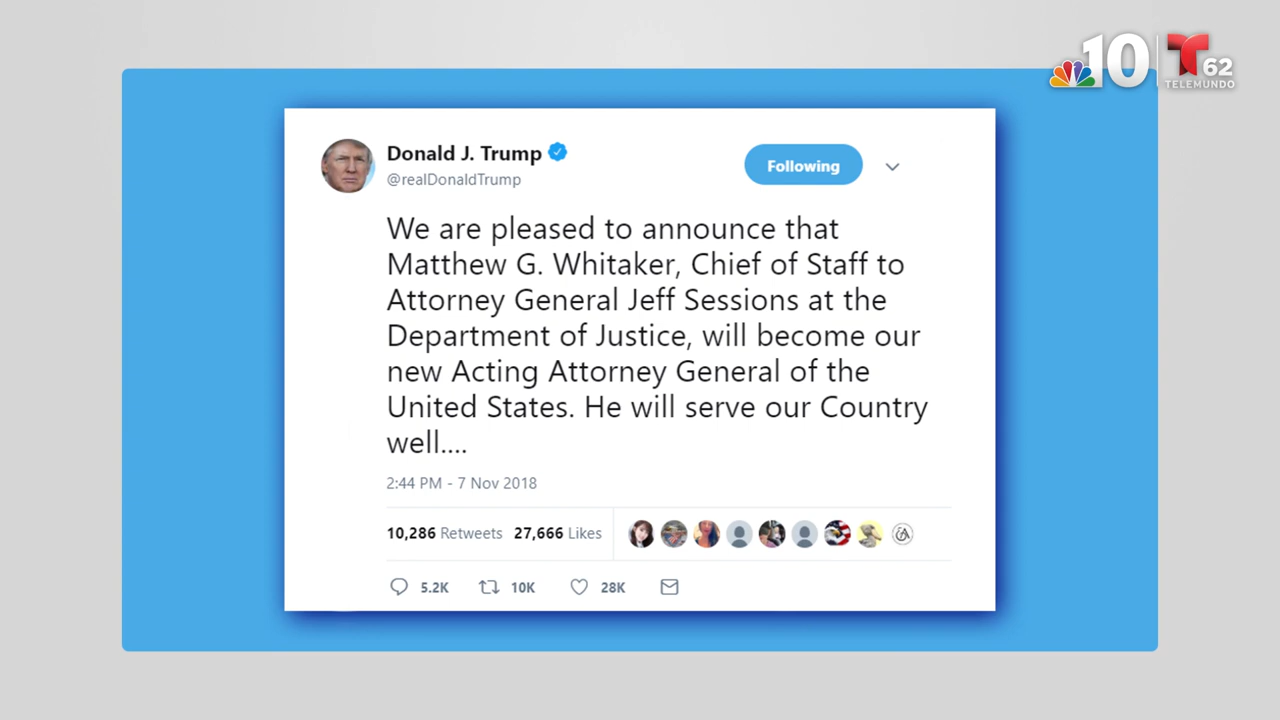 10
62
TELEMUNDO
Donald J. Trump
@realDonaldTrump
Following
We are pleased to announce that
Matthew G. Whitaker, Chief of Staff to
Attorney General Jeff Sessions at the
Department of Justice, will become our
new Acting Attorney General of the
United States. He will serve our Country
well....
2:44 PM - 7 Nov 2018
10,286 Retweets 27,666 Likes
5.2K 10K 28K